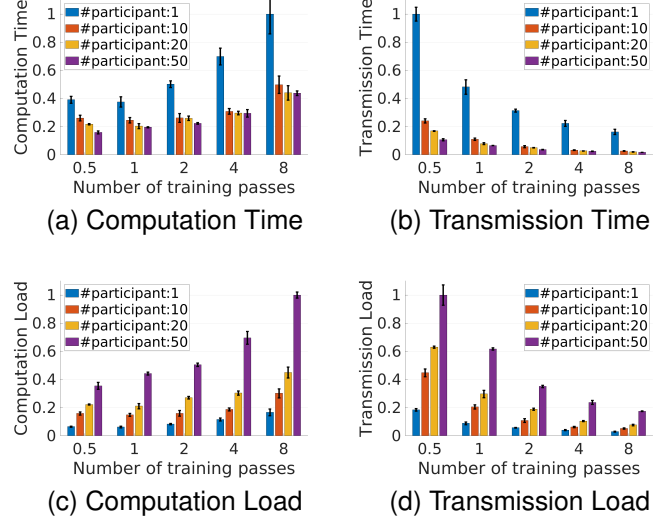 Computation Time
1
0.8
0.6
0.4
0.2
0
#participant:1
#participant:10
#participant:20
#participant:50
0.5 1 2 4 8
Number of training passes
(a) Computation Time
Transmission Time
1
0.8
0.6
0.4
0.2
0
#participant:1
#participant:10
#participant:20
#participant:50
0.5 1 2 4 8
Number of training passes
(b) Transmission Time
Computation Load
1
0.8
0.6
0.4
0.2
0
#participant:1
#participant:10
#participant:20
#participant:50
0.5 1 2 4 8
Number of training passes
(c) Computation Load
Transmission Load
1
0.8
0.6
0.4
0.2
0
#participant:1
#participant:10
#participant:20
#participant:50
0.5 1 2 4 8
Number of training passes
(d) Transmission Load